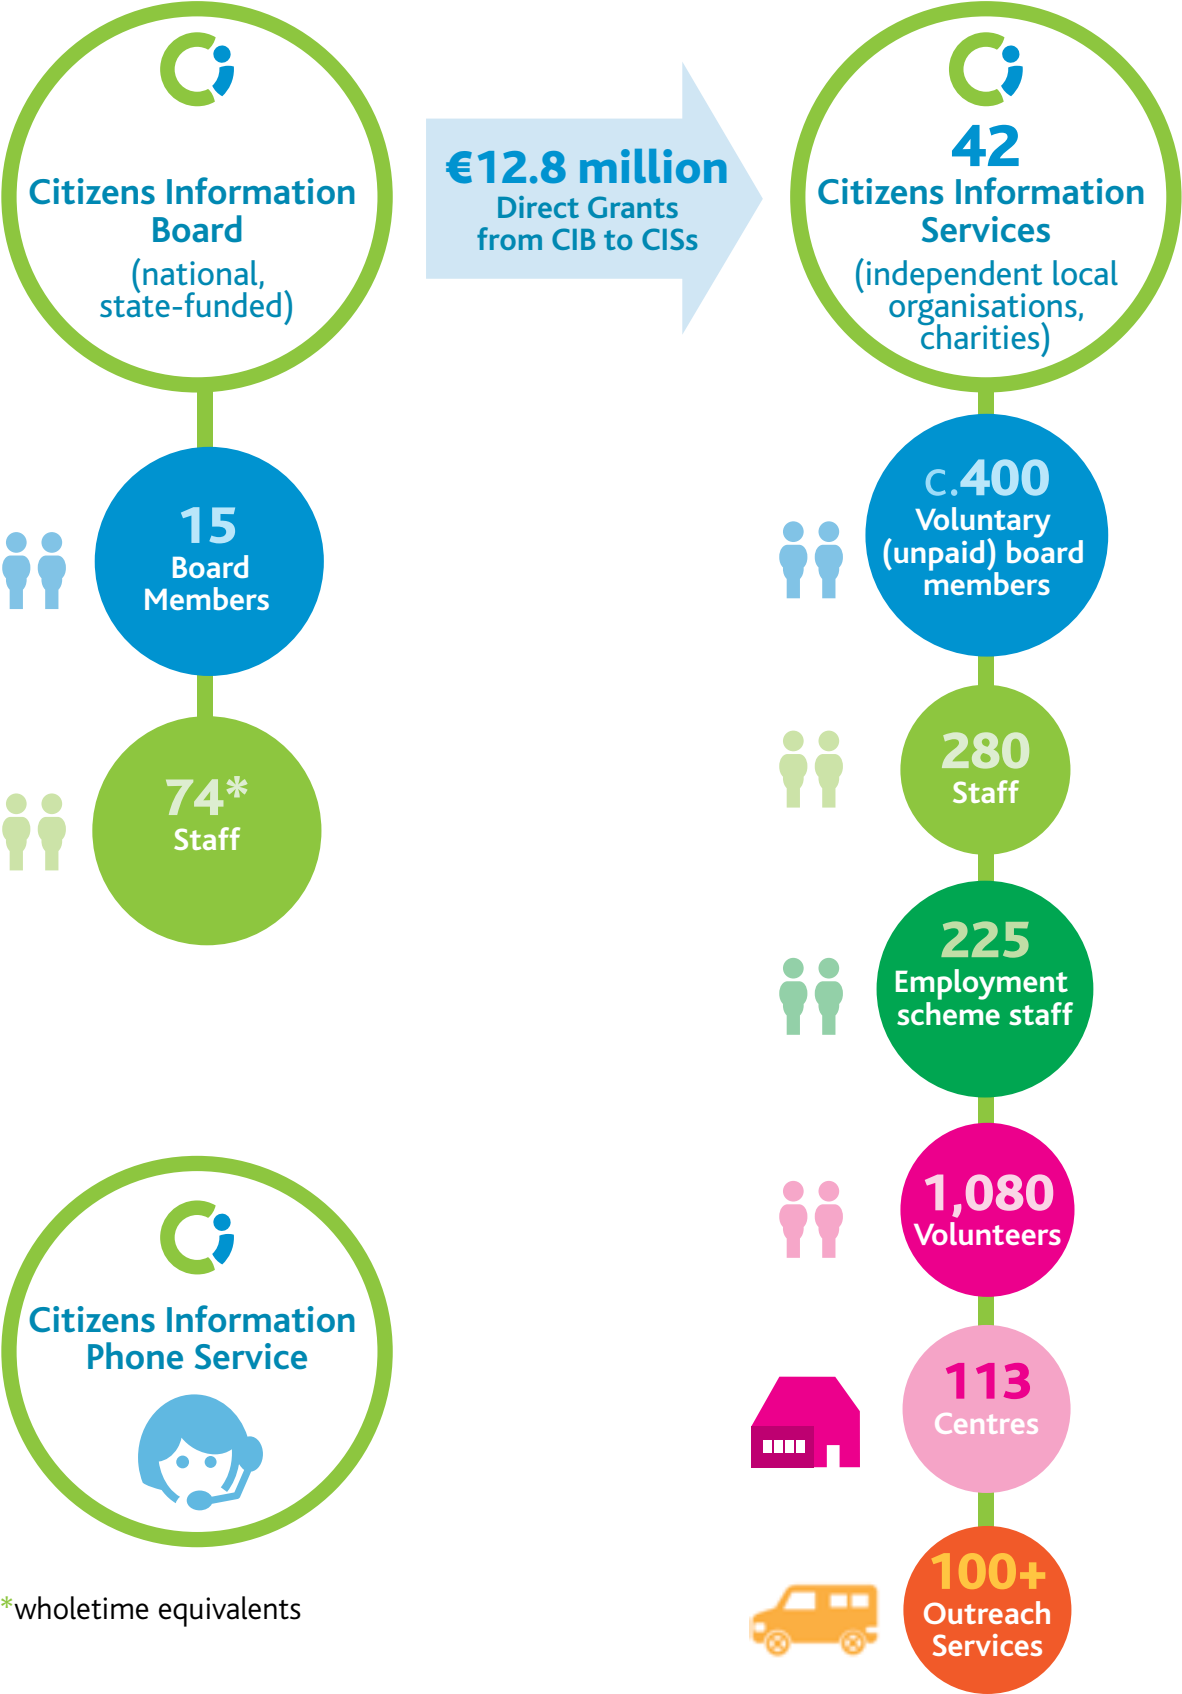 Citizens Information
Board
(national,
state-funded)
€12.8 million
Direct Grants
from CIB to CISs
42
Citizens Information
Services
(independent local
organisations,
charities)
15
Board
Members
74*
Staff
c.400
Voluntary
(unpaid) board
members
280
Staff
225
Employment
scheme staff
1,080
Volunteers
113
Centres
100+
Outreach
Services
Citizens Information
Phone Service
*wholetime equivalents